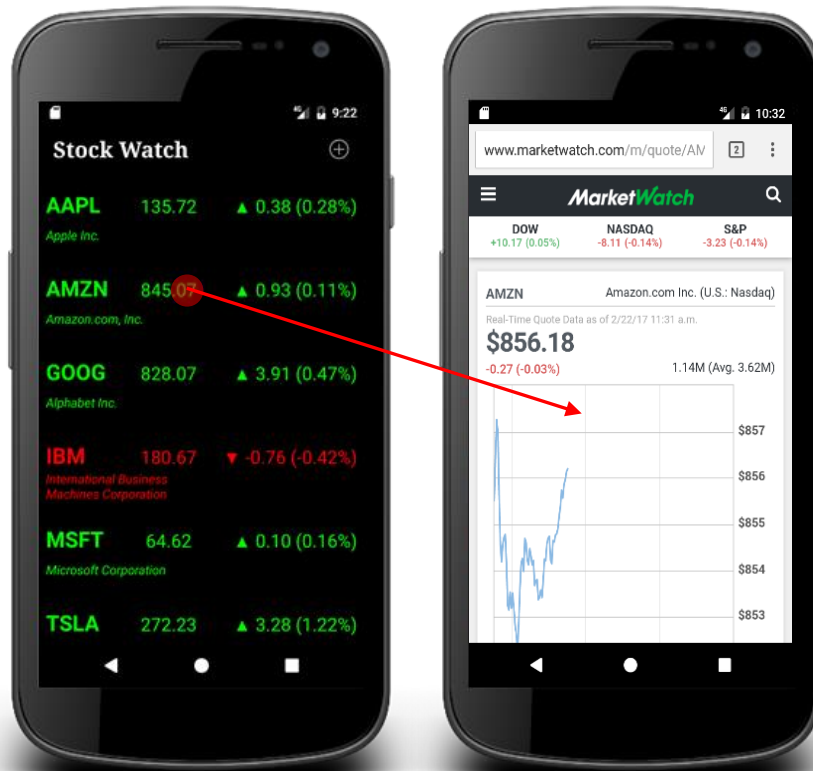 4G 9:22
Stock Watch
AAPL 135.72 ▲ 0.38 (0.28%)
Apple Inc.
AMZN 845.07 ▲ 0.93 (0.11%)
Amazon.com, Inc.
GOOG 828.07 ▲ 3.91 (0.47%)
Alphabet Inc.
IBM 180.67 ▼ -0.76 (-0.42%)
International Business
Machines Corporation
MSFT 64.62 ▲ 0.10 (0.16%)
Microsoft Corporation
TSLA 272.23 ▲ 3.28 (1.22%)
4G 10:32
www.marketwatch.com/m/quote/AM 2
MarketWatch
DOW NASDAQ S&P
+10.17 (0.05%) -8.11 (-0.14%) -3.23 (-0.14%)
AMZN Amazon.com Inc. (U.S.: Nasdaq)
Real-Time Quote Data as of 2/22/17 11:31 a.m.
$856.18
-0.27 (-0.03%) 1.14M (Avg. 3.62M)
$857
$856
$855
$854
$853